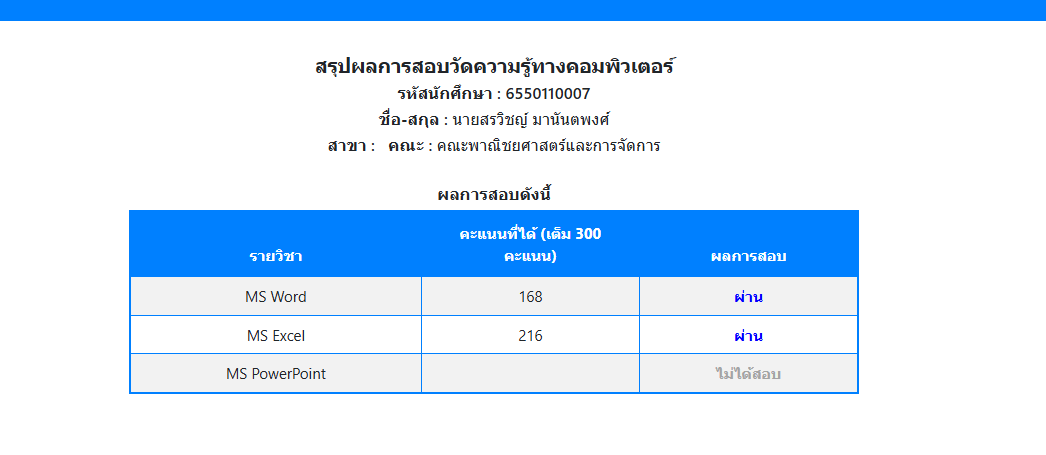 สรุปผลการสอบวัดความรู้ทางคอมพิวเตอร์
รหัสนักศึกษา : 6550110007
ชื่อ-สกุล : นายสรวิชญ์ มานันตพงศ์
สาขา : คณะ : คณะพาณิชยศาสตร์และการจัดการ
ผลการสอบดังนี้
รายวิชา คะแนนที่ได้ (เต็ม 300 คะแนน) ผลการสอบ
MS Word 168 ผ่าน
MS Excel 216 ผ่าน
MS PowerPoint ไม่ได้สอบ